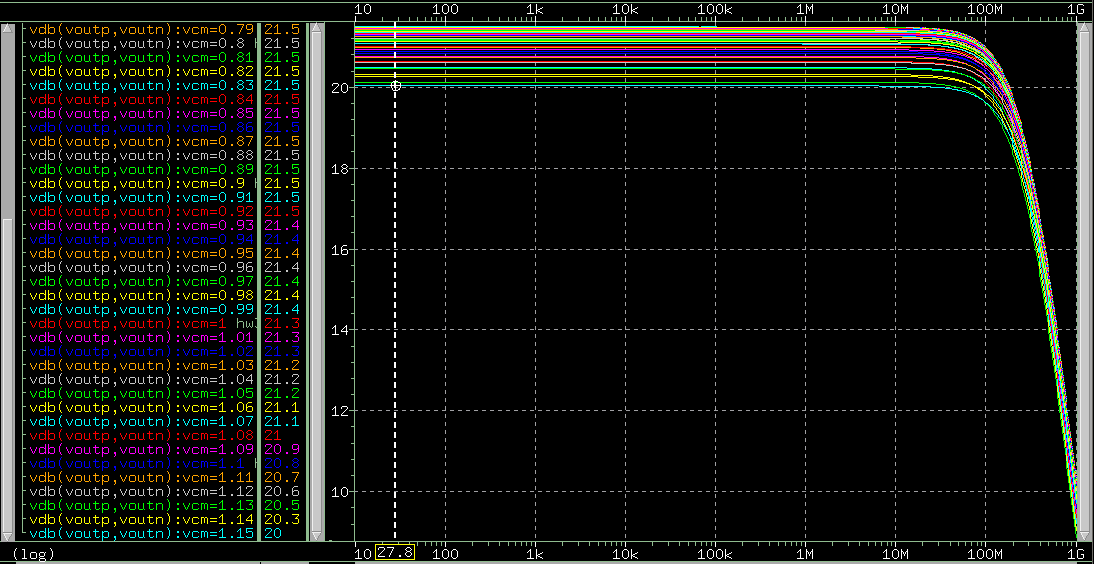 10 100 1k 10k 100k 1M 10M 100M 1G
vdb(voutp,voutn):vcm=0.79 21.5
vdb(voutp,voutn):vcm=0.8 21.5
vdb(voutp,voutn):vcm=0.81 21.5
vdb(voutp,voutn):vcm=0.82 21.5
vdb(voutp,voutn):vcm=0.83 21.5
vdb(voutp,voutn):vcm=0.84 21.5
vdb(voutp,voutn):vcm=0.85 21.5
vdb(voutp,voutn):vcm=0.86 21.5
vdb(voutp,voutn):vcm=0.87 21.5
vdb(voutp,voutn):vcm=0.88 21.5
vdb(voutp,voutn):vcm=0.89 21.5
vdb(voutp,voutn):vcm=0.9 21.5
vdb(voutp,voutn):vcm=0.91 21.5
vdb(voutp,voutn):vcm=0.92 21.5
vdb(voutp,voutn):vcm=0.93 21.4
vdb(voutp,voutn):vcm=0.94 21.4
vdb(voutp,voutn):vcm=0.95 21.4
vdb(voutp,voutn):vcm=0.96 21.4
vdb(voutp,voutn):vcm=0.97 21.4
vdb(voutp,voutn):vcm=0.98 21.4
vdb(voutp,voutn):vcm=0.99 21.4
vdb(voutp,voutn):vcm=1 21.3
vdb(voutp,voutn):vcm=1.01 21.3
vdb(voutp,voutn):vcm=1.02 21.3
vdb(voutp,voutn):vcm=1.03 21.2
vdb(voutp,voutn):vcm=1.04 21.2
vdb(voutp,voutn):vcm=1.05 21.2
vdb(voutp,voutn):vcm=1.06 21.1
vdb(voutp,voutn):vcm=1.07 21.1
vdb(voutp,voutn):vcm=1.08 21
vdb(voutp,voutn):vcm=1.09 20.9
vdb(voutp,voutn):vcm=1.1 20.8
vdb(voutp,voutn):vcm=1.11 20.7
vdb(voutp,voutn):vcm=1.12 20.6
vdb(voutp,voutn):vcm=1.13 20.5
vdb(voutp,voutn):vcm=1.14 20.3
vdb(voutp,voutn):vcm=1.15 20
20
18
16
14
12
10
(log)
10 27.8 100 1k 10k 100k 1M 10M 100M 1G